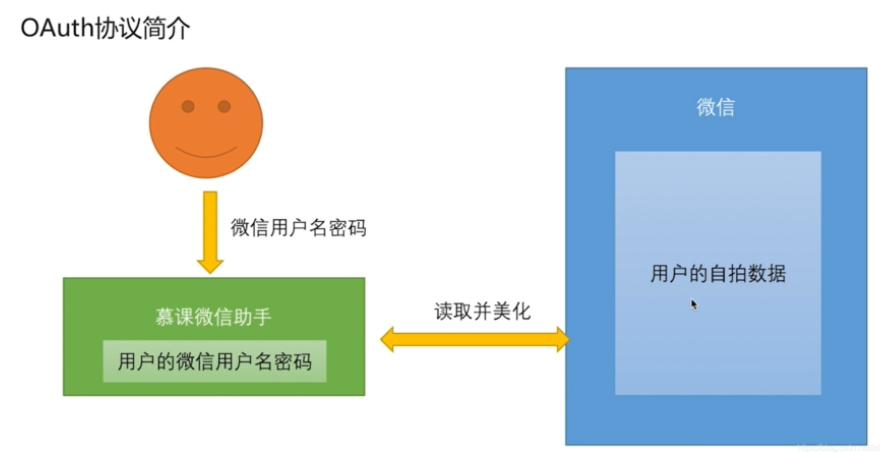 OAuth协议简介
微信
微信用户名密码
用户的自拍数据
读取并美化
慕课微信助手
用户的微信用户名密码